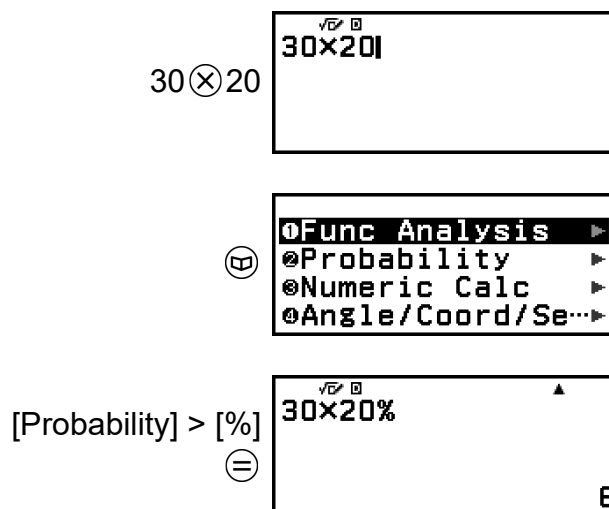 30×20
√□/ D
30×20
❶Func Analysis
❷Probability
❸Numeric Calc
❹Angle/Coord/Se…
[Probability] > [%]
=
√□/ D
30×20%